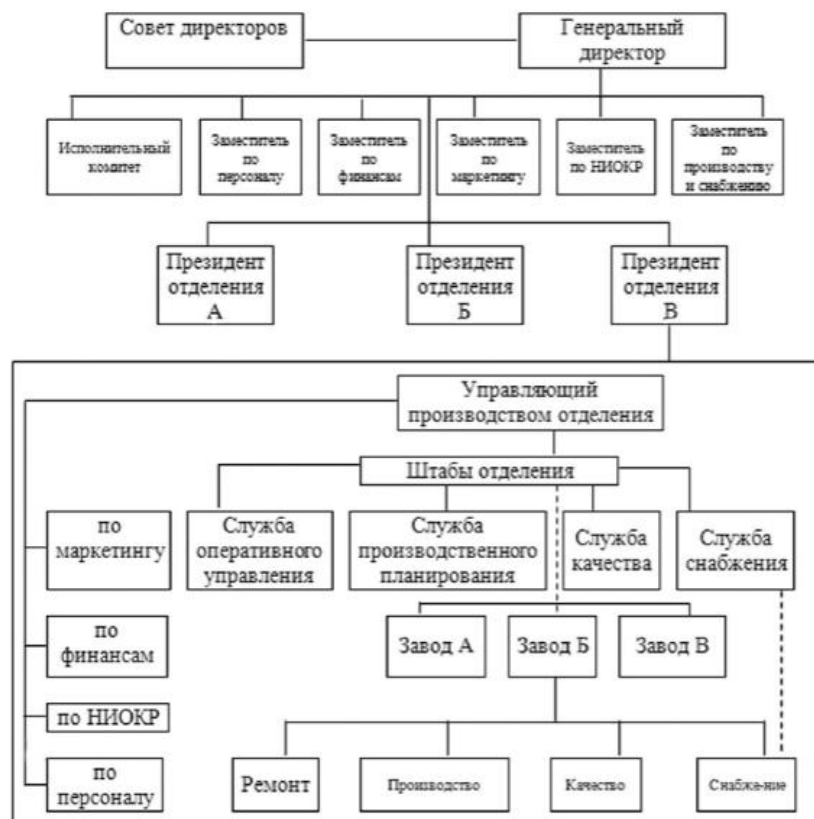 Совет директоров
Генеральный
директор
Исполнительный
комитет
Заместитель
по
персоналу
Заместитель
по
финансам
Заместитель
по
маркетингу
Заместитель
по НИОКР
Заместитель
по
производству
и снабжению
Президент
отделения
А
Президент
отделения
Б
Президент
отделения
В
Управляющий
производством отделения
Штабы отделения
по
маркетингу
Служба
оперативного
управления
Служба
производственного
планирования
Служба
качества
Служба
снабжения
по
финансам
Завод А
Завод Б
Завод В
по НИОКР
по
персоналу
Ремонт
Производство
Качество
Снабже-ние